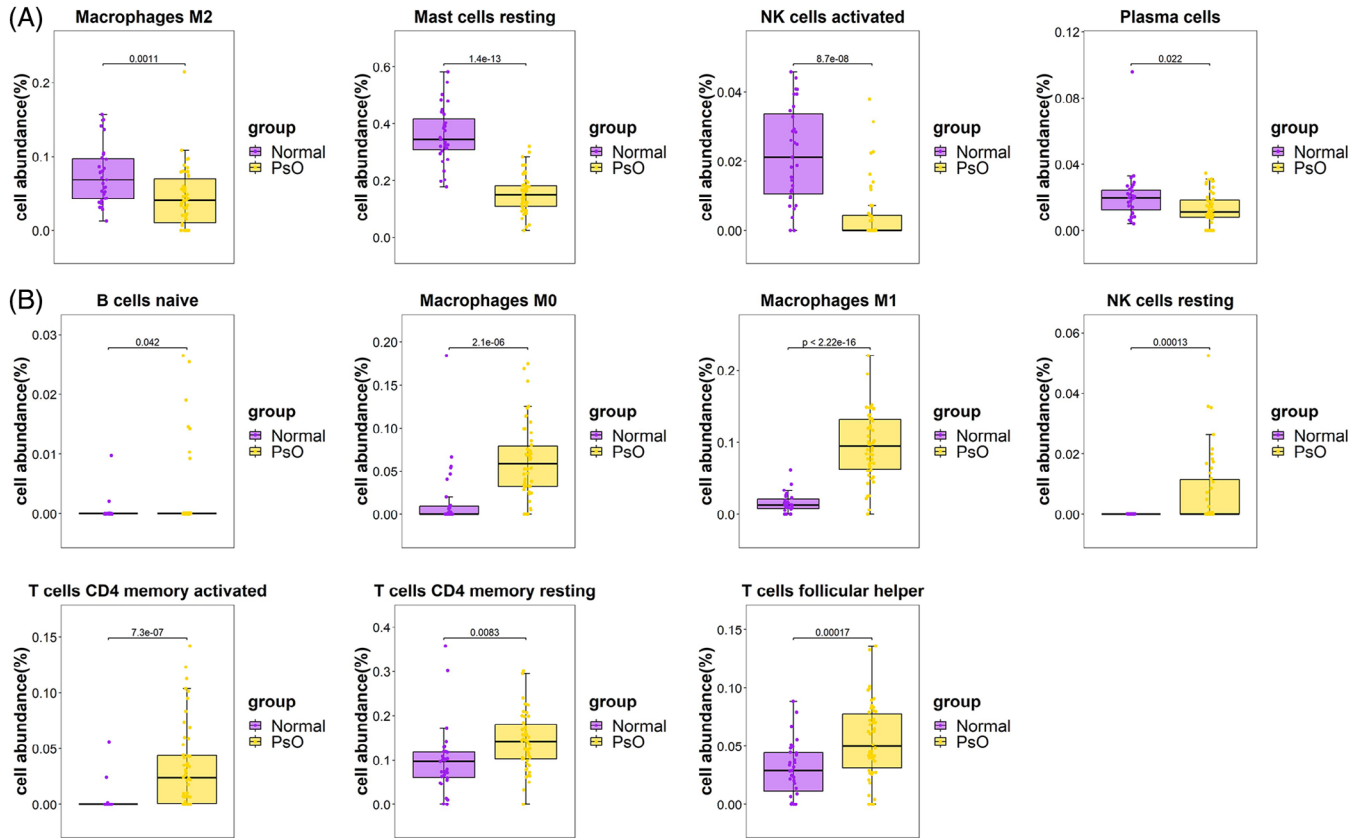 (A)
Macrophages M2
cell abundance(%)
0.2
0.1
0.0
0.0011
group
Normal
PsO
Mast cells resting
cell abundance(%)
0.6
0.4
0.2
0.0
1.4e-13
group
Normal
PsO
NK cells activated
cell abundance(%)
0.04
0.02
0.00
8.7e-08
group
Normal
PsO
Plasma cells
cell abundance(%)
0.12
0.08
0.04
0.00
0.022
group
Normal
PsO
(B)
B cells naive
cell abundance(%)
0.03
0.02
0.01
0.00
0.042
group
Normal
PsO
Macrophages M0
cell abundance(%)
0.20
0.15
0.10
0.05
0.00
2.1e-06
group
Normal
PsO
Macrophages M1
cell abundance(%)
0.2
0.1
0.0
p < 2.22e-16
group
Normal
PsO
NK cells resting
cell abundance(%)
0.06
0.04
0.02
0.00
0.00013
group
Normal
PsO
T cells CD4 memory activated
cell abundance(%)
0.15
0.10
0.05
0.00
7.3e-07
group
Normal
PsO
T cells CD4 memory resting
cell abundance(%)
0.4
0.3
0.2
0.1
0.0
0.0083
group
Normal
PsO
T cells follicular helper
cell abundance(%)
0.15
0.10
0.05
0.00
0.00017
group
Normal
PsO